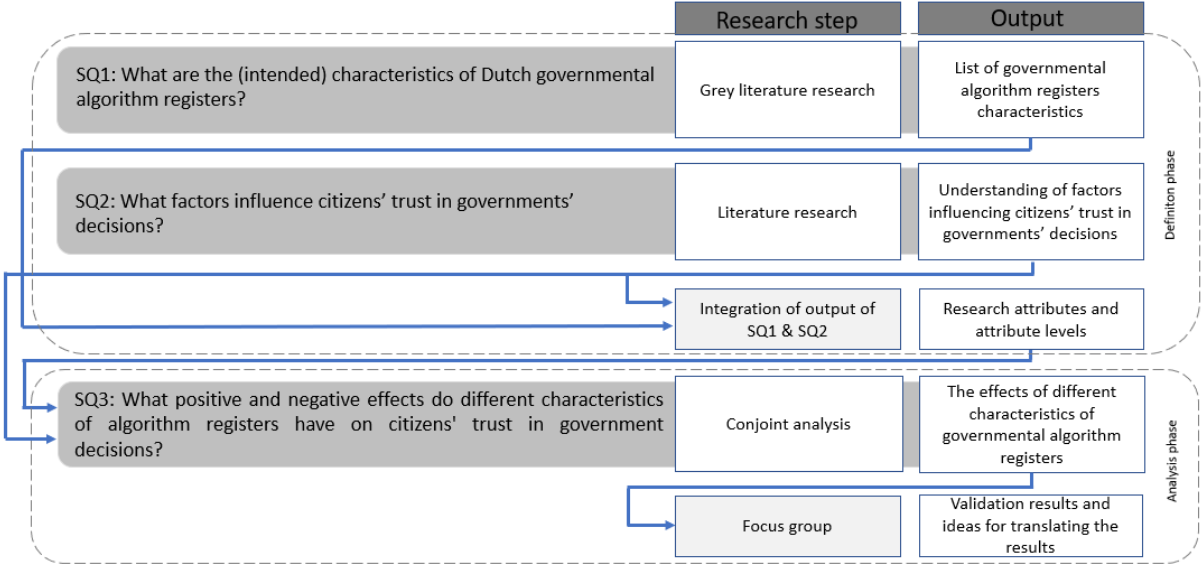 Research step
Output
SQ1: What are the (intended) characteristics of Dutch governmental
algorithm registers?
Grey literature research
List of governmental
algorithm registers
characteristics
SQ2: What factors influence citizens’ trust in governments’
decisions?
Literature research
Understanding of factors
influencing citizens’ trust in
governments’ decisions
Definiton phase
Integration of output of
SQ1 & SQ2
Research attributes and
attribute levels
SQ3: What positive and negative effects do different characteristics
of algorithm registers have on citizens' trust in government
decisions?
Conjoint analysis
The effects of different
characteristics of
governmental algorithm
registers
Analysis phase
Focus group
Validation results and
ideas for translating the
results